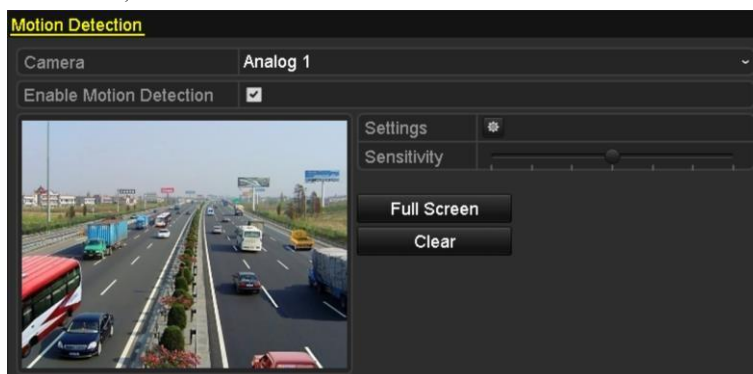 Motion Detection
Camera Analog 1
Enable Motion Detection
Settings
Sensitivity
Full Screen
Clear